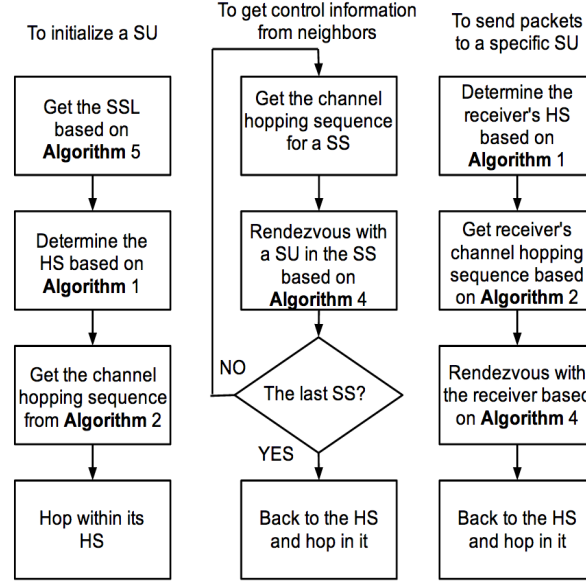 To initialize a SU
Get the SSL
based on
Algorithm 5
Determine the
HS based on
Algorithm 1
Get the channel
hopping sequence
from Algorithm 2
Hop within its
HS
To get control information
from neighbors
Get the channel
hopping sequence
for a SS
Rendezvous with
a SU in the SS
based on
Algorithm 4
The last SS?
NO
YES
Back to the HS
and hop in it
To send packets
to a specific SU
Determine the
receiver's HS
based on
Algorithm 1
Get receiver's
channel hopping
sequence based
on Algorithm 2
Rendezvous with
the receiver based
on Algorithm 4
Back to the HS
and hop in it